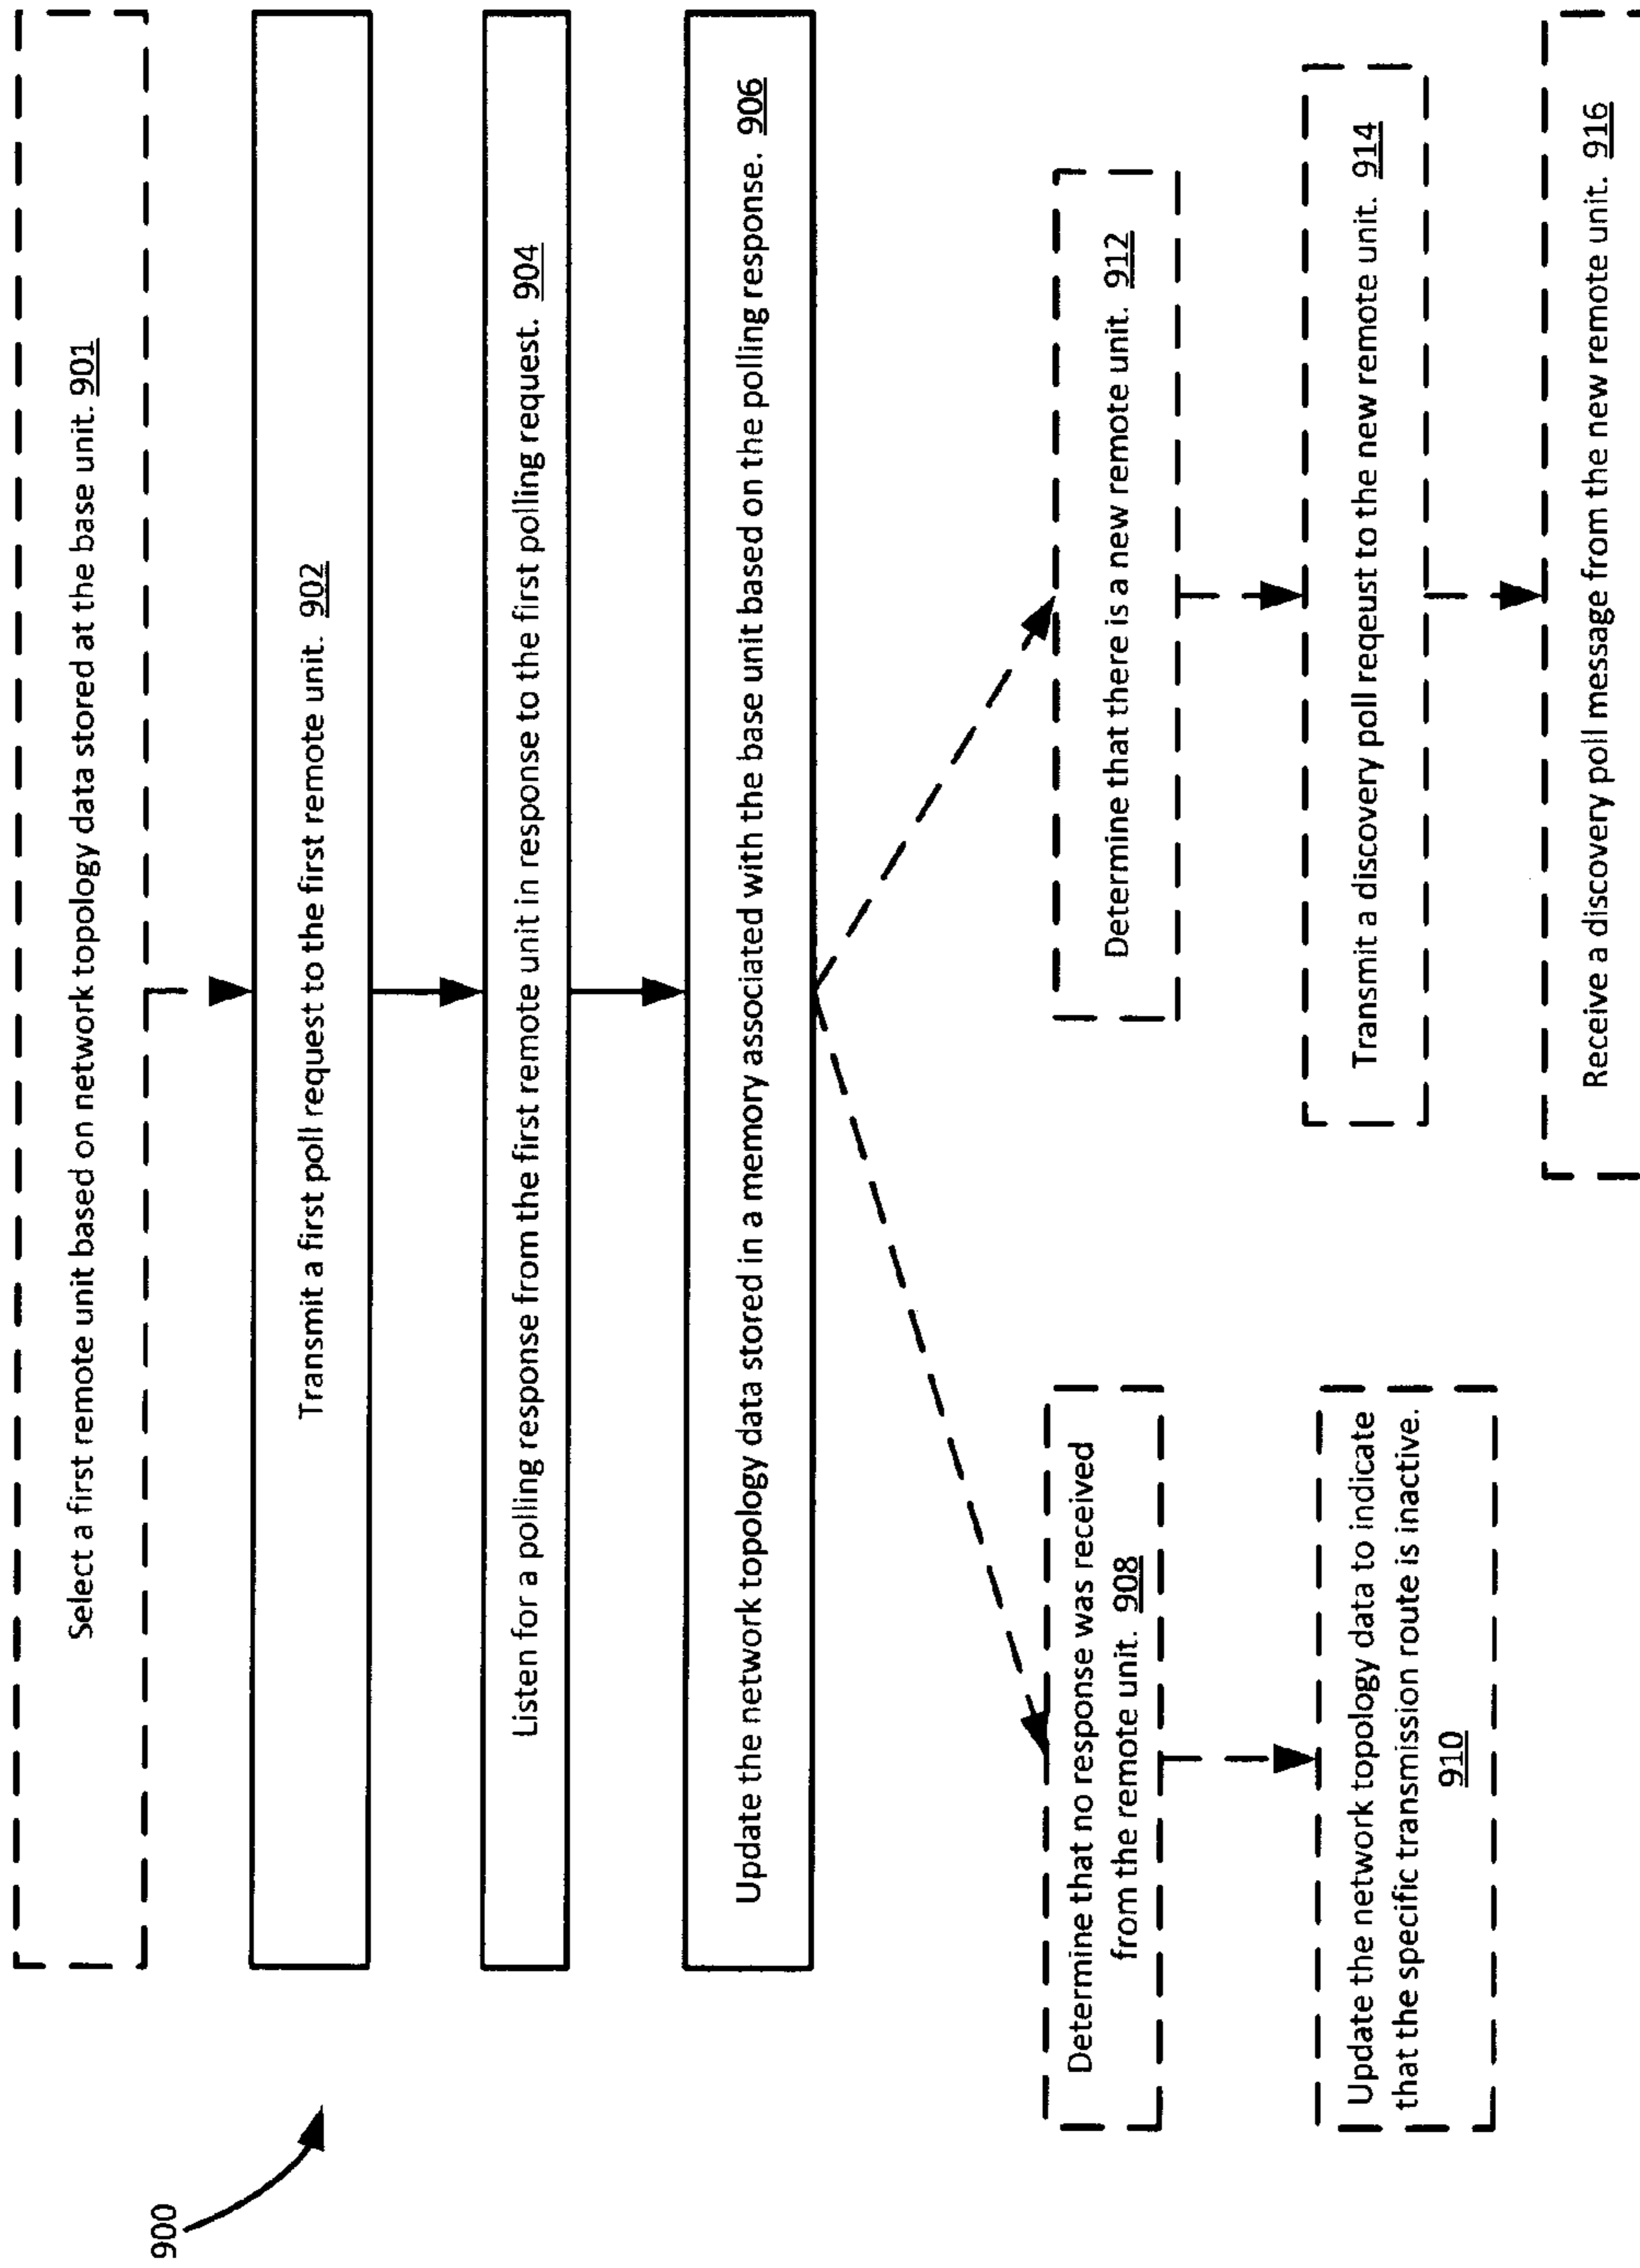 900
Select a first remote unit based on network topology data stored at the base unit. 901
Transmit a first poll request to the first remote unit. 902
Listen for a polling response from the first remote unit in response to the first polling request. 904
Update the network topology data stored in a memory associated with the base unit based on the polling response. 906
Determine that no response was received
from the remote unit. 908
Update the network topology data to indicate
that the specific transmission route is inactive.
910
Determine that there is a new remote unit. 912
Transmit a discovery poll reqeust to the new remote unit. 914
Receive a discovery poll message from the new remote unit. 916